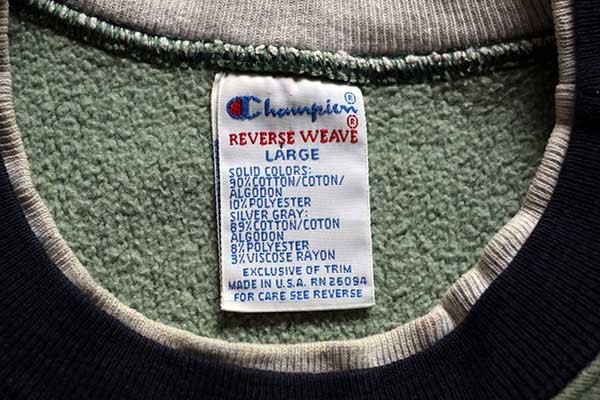 Champion®
REVERSE WEAVE®
LARGE
SOLID COLORS:
90%COTTON/COTON/
ALGODON
10%POLYESTER
SILVER GRAY:
89%COTTON/COTON
ALGODON
8%POLYESTER
3%VISCOSE RAYON
EXCLUSIVE OF TRIM
MADE IN U.S.A. RN 26094
FOR CARE SEE REVERSE